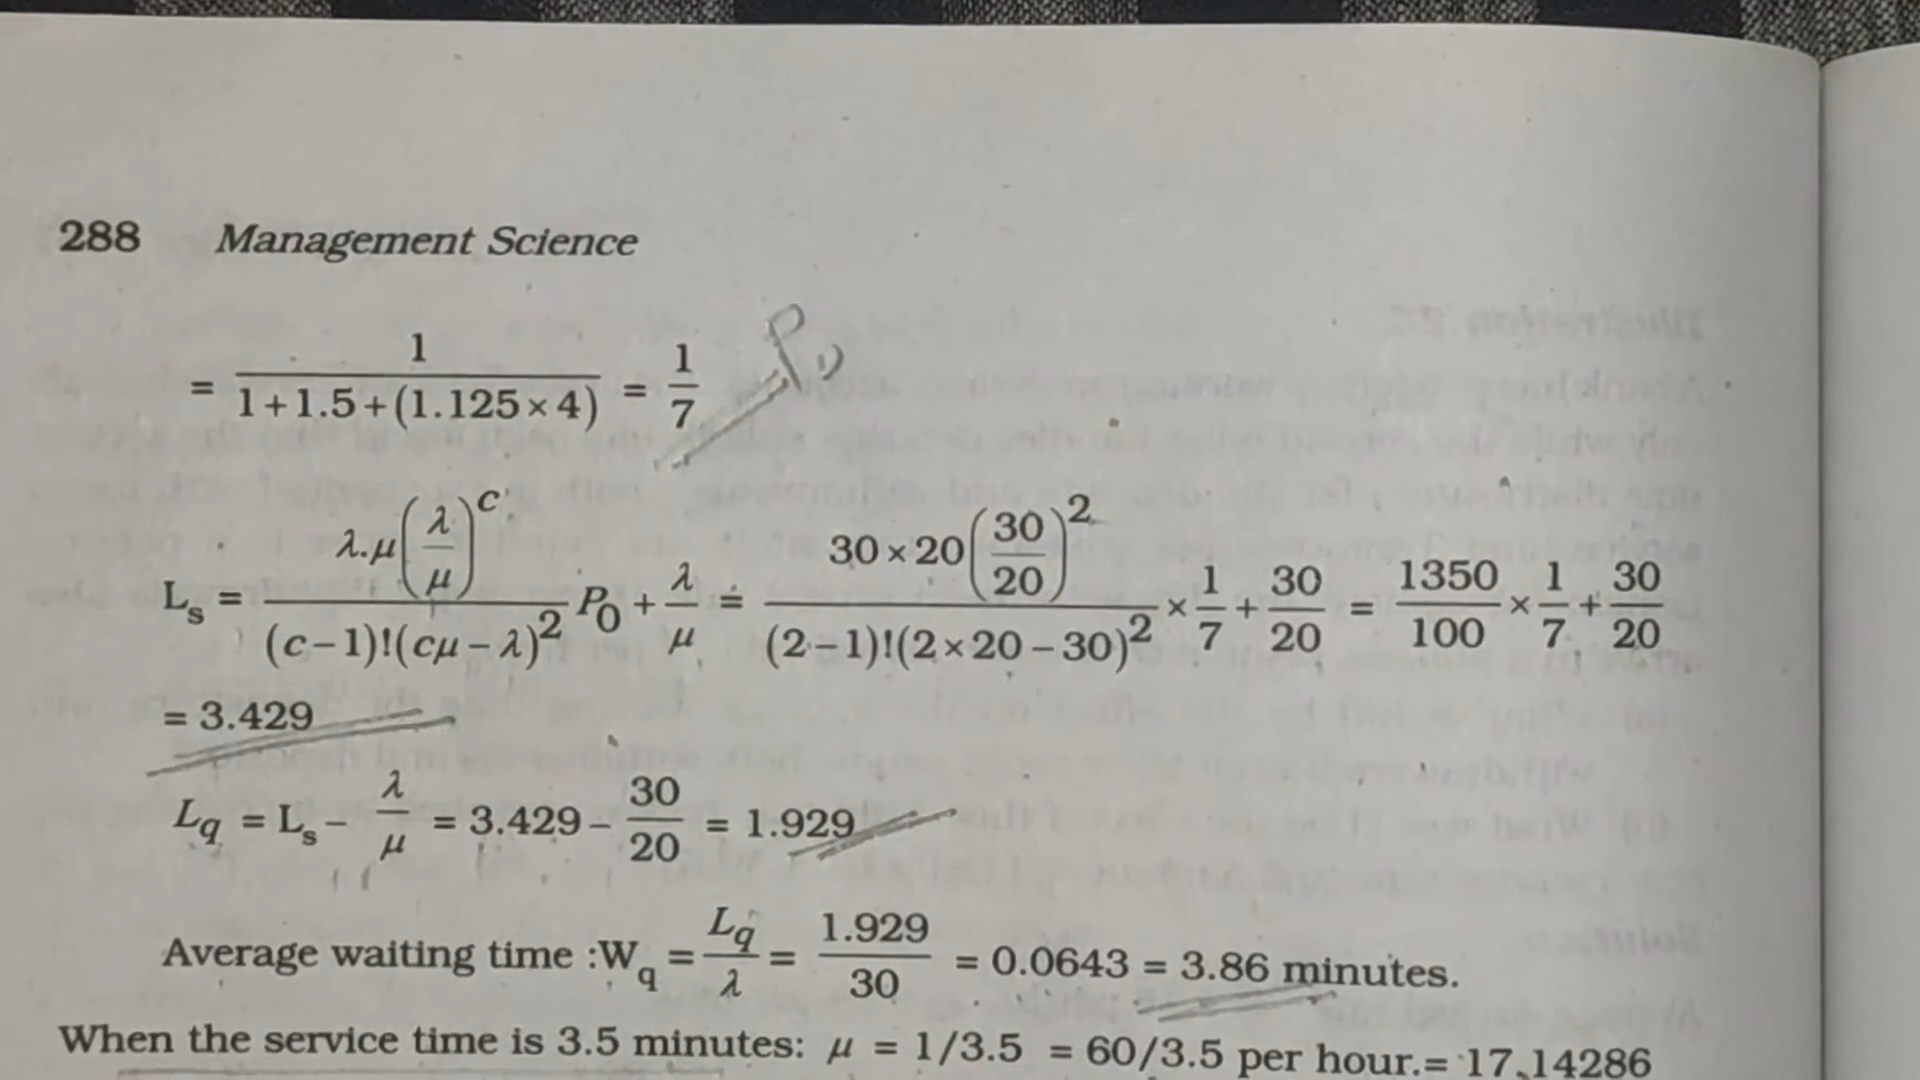 288 Management Science
= 1/(1+1.5+(1.125×4)) = 1/7 P₀
Lₛ = λ.μ(λ/μ)^c/((c−1)!(cμ−λ)²) P₀ + λ/μ = 30×20(30/20)²/((2−1)!(2×20−30)²) × 1/7 + 30/20 = 1350/100 × 1/7 + 30/20
= 3.429
L_q = Lₛ − λ/μ = 3.429 − 30/20 = 1.929
Average waiting time :W_q = L_q/λ = 1.929/30 = 0.0643 = 3.86 minutes.
When the service time is 3.5 minutes: μ = 1/3.5 = 60/3.5 per hour.= 17.14286